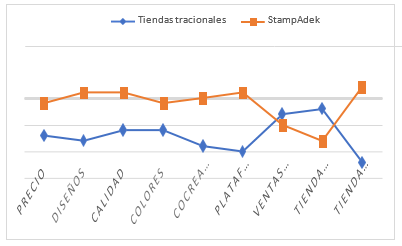 Tiendas tracionales
StampAdek
PRECIO
DISEÑOS
CALIDAD
COLORES
COCREA…
PLATAF…
VENTAS…
TIENDA…
TIENDA…